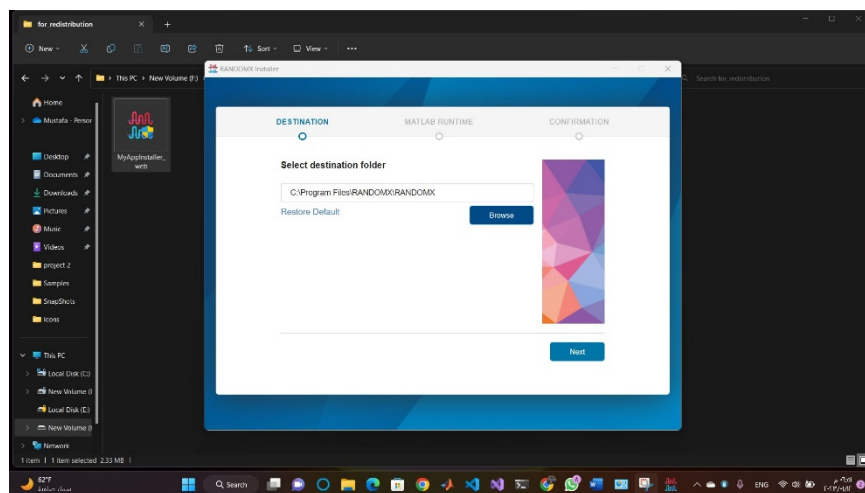 for_redistribution
New
Sort
View
This PC > New Volume (F:)
Search for_redistribution
RANDOMX Installer
Home
Mustafa - Persor
Desktop
Documents
Downloads
Pictures
Music
Videos
project 2
Samples
SnapShots
Icons
This PC
Local Disk (C:)
New Volume (I
Local Disk (E:)
New Volume (I
Network
MyAppInstaller_
web
DESTINATION
MATLAB RUNTIME
CONFIRMATION
Select destination folder
C:\Program Files\RANDOMX\RANDOMX
Restore Default
Browse
Next
1 item
1 item selected 2.33 MB
62°F
Search
ENG